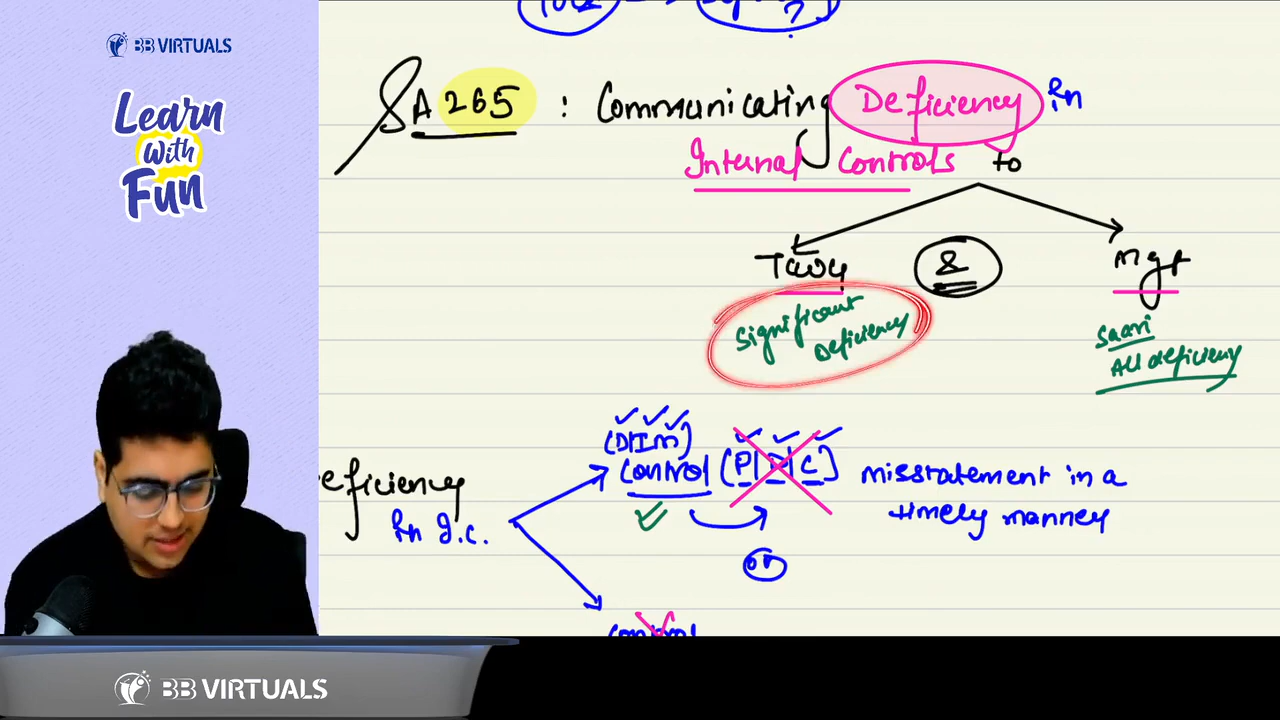 BB VIRTUALS
Learn
With
Fun
SA 265 : Communicating Deficiency in
Internal Controls to
TCWG & Mgt
Significant
Deficiency
Saari
All deficiency
(D/I/M)
eficiency Control (P/D/C) misstatement in a
in I.C. timely manner
or
control
BB VIRTUALS